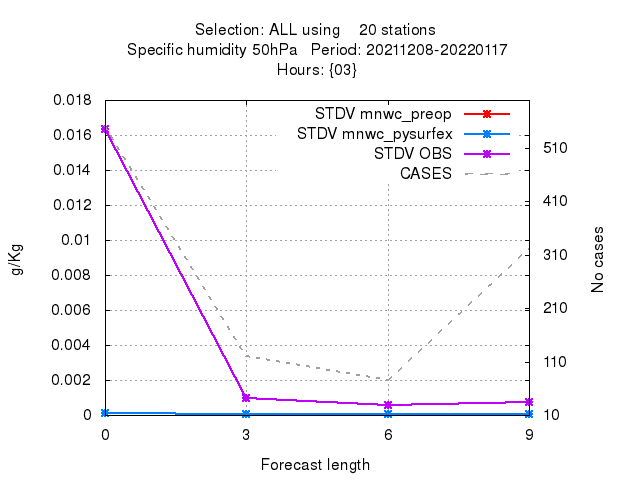 Selection: ALL using    20 stations
Specific humidity 50hPa   Period: 20211208-20220117
Hours: {03}
STDV mnwc_preop
STDV mnwc_pysurfex
STDV OBS
CASES
0.018
0.016
0.014
0.012
0.01
0.008
0.006
0.004
0.002
0
g/Kg
510
410
310
210
110
10
No cases
0 3 6 9
Forecast length